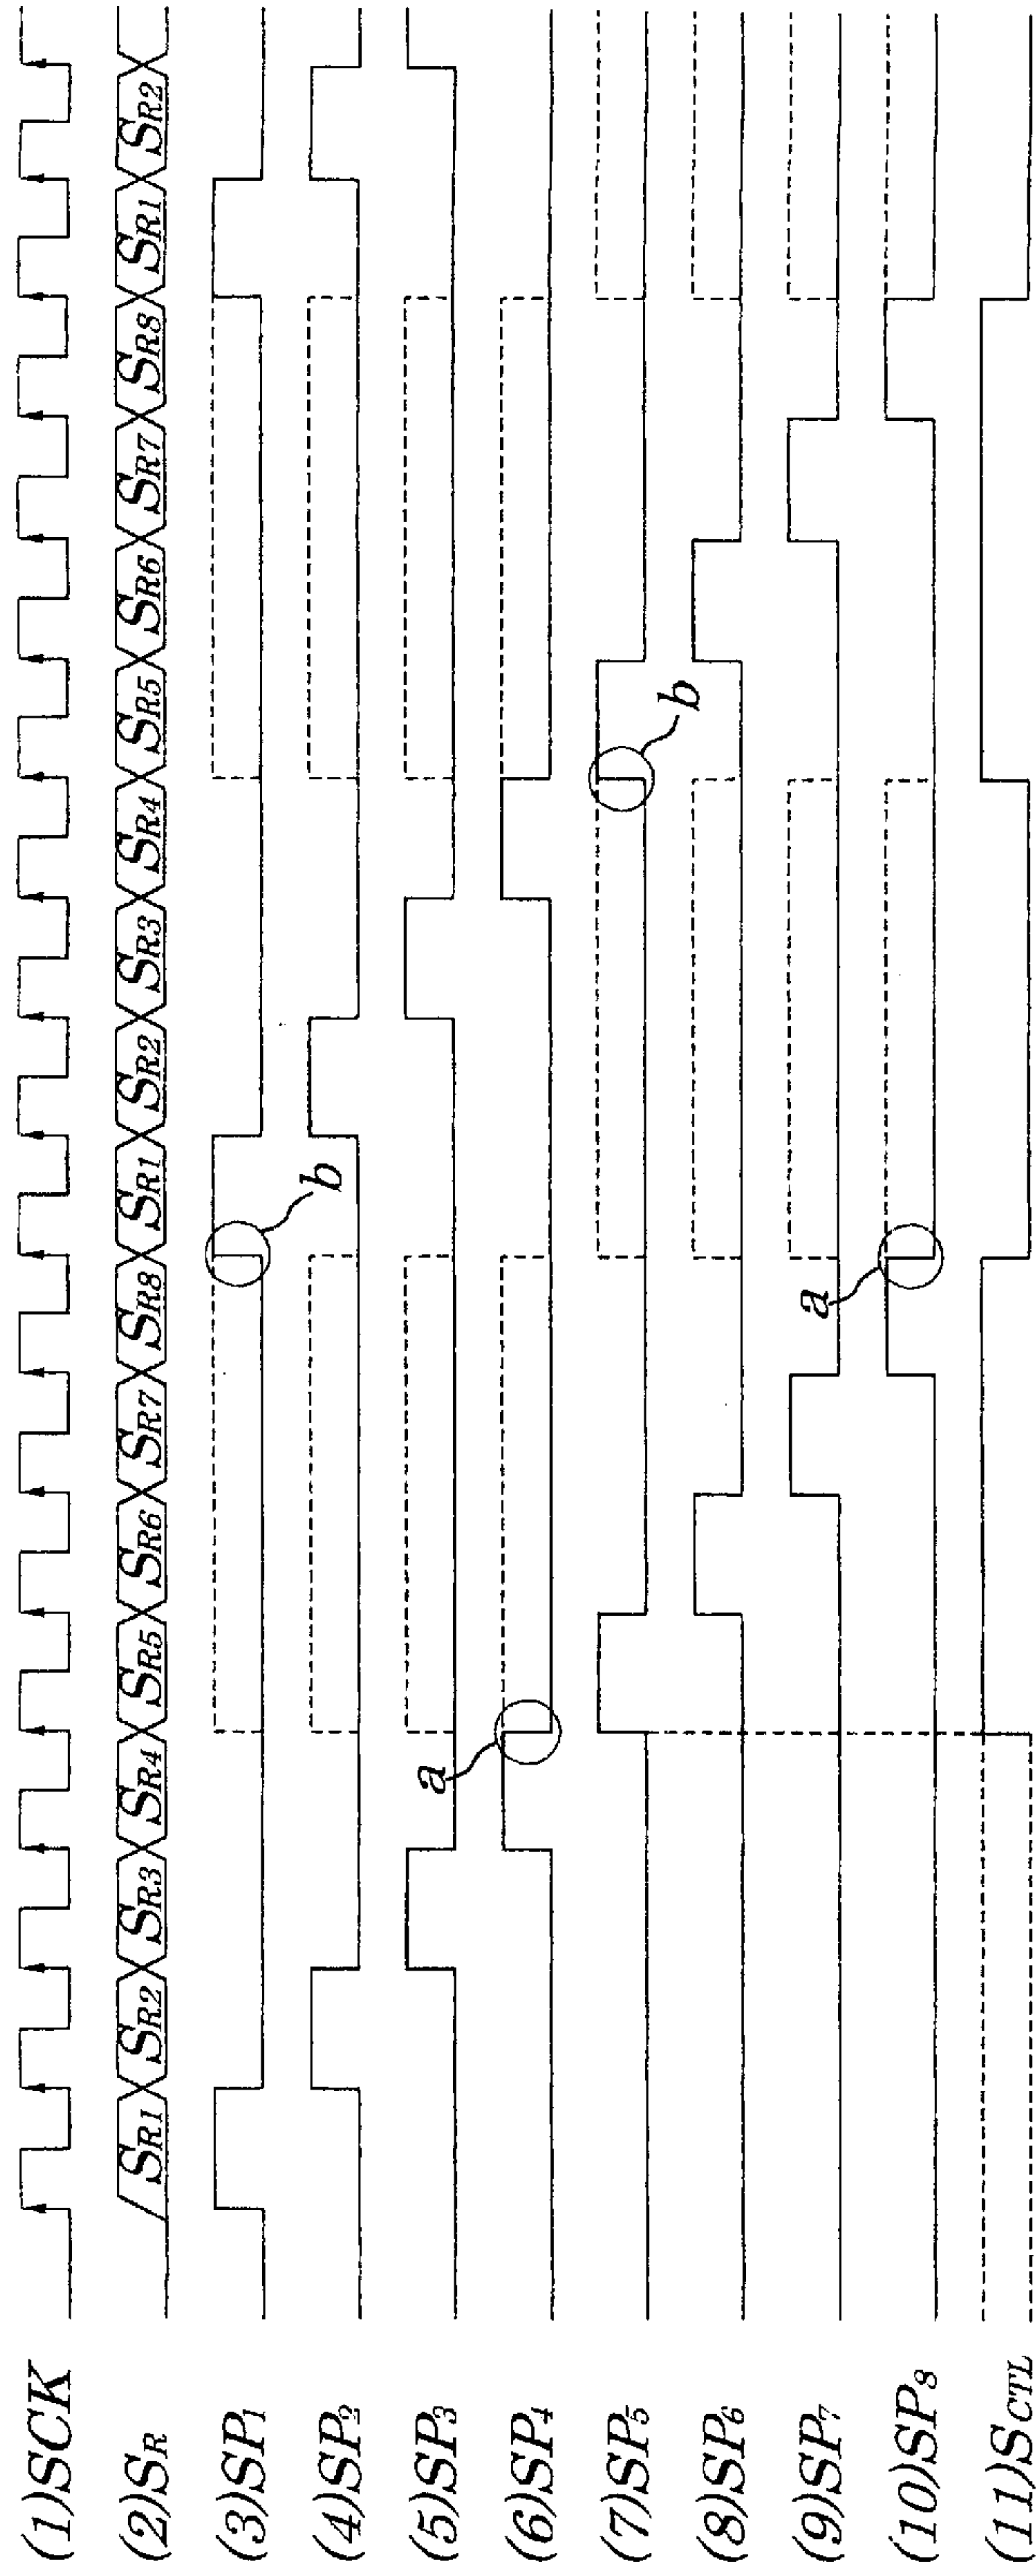 (1)SCK
(2)SR SR1 SR2 SR3 SR4 SR5 SR6 SR7 SR8 SR1 SR2 SR3 SR4 SR5 SR6 SR7 SR8 SR1 SR2
(3)SP1 b
(4)SP2
(5)SP3 a
(6)SP4
(7)SP5 b
(8)SP6
(9)SP7 a
(10)SP8
(11)SCTL